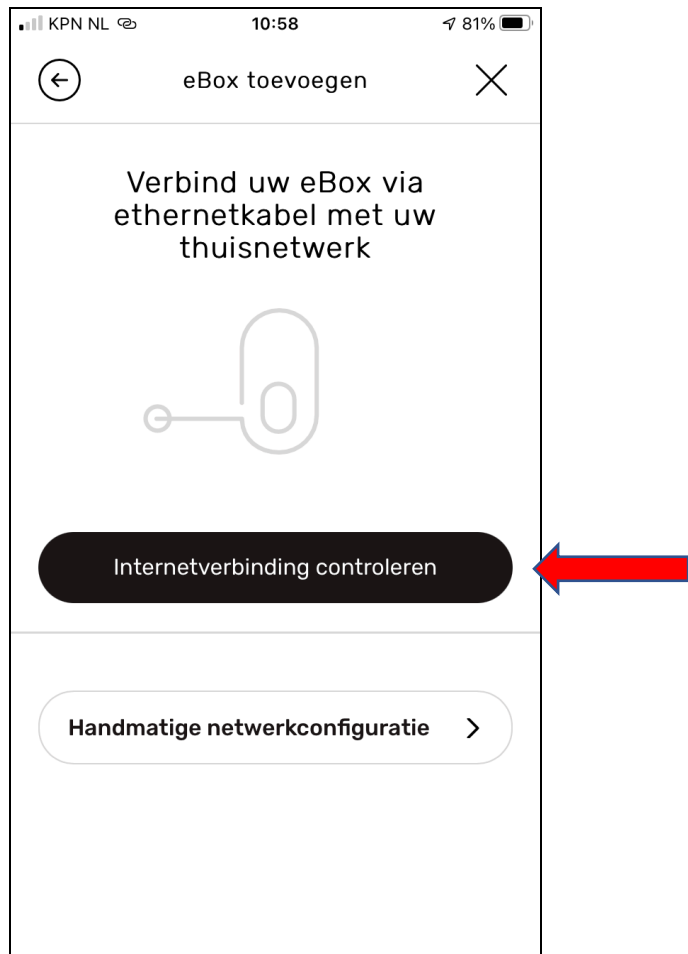 KPN NL 10:58 81%
eBox toevoegen
Verbind uw eBox via
ethernetkabel met uw
thuisnetwerk
Internetverbinding controleren
Handmatige netwerkconfiguratie